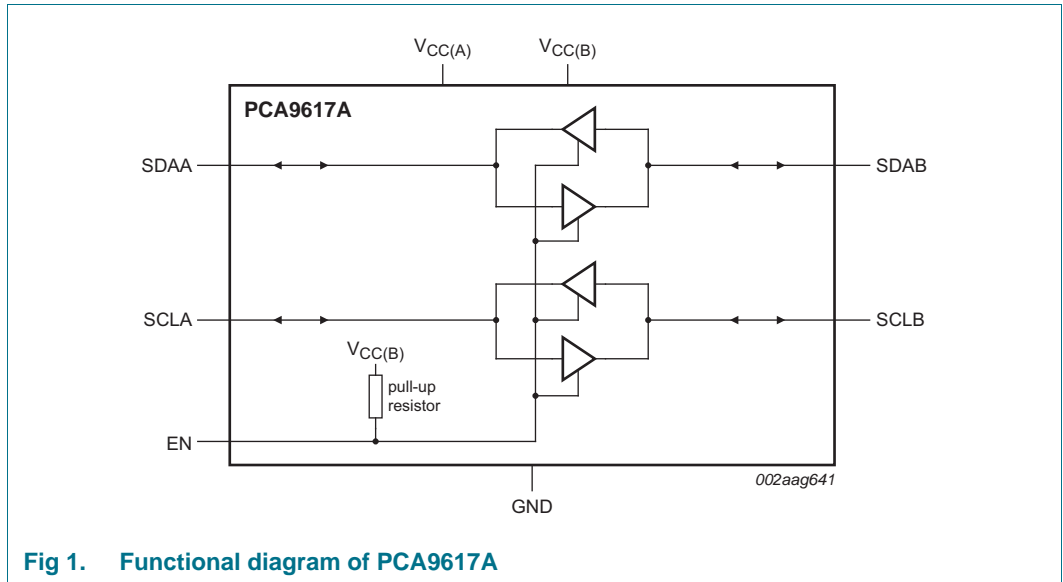 VCC(A)
VCC(B)
PCA9617A
SDAA
SDAB
SCLA
SCLB
VCC(B)
pull-up
resistor
EN
002aag641
GND
Fig 1. Functional diagram of PCA9617A